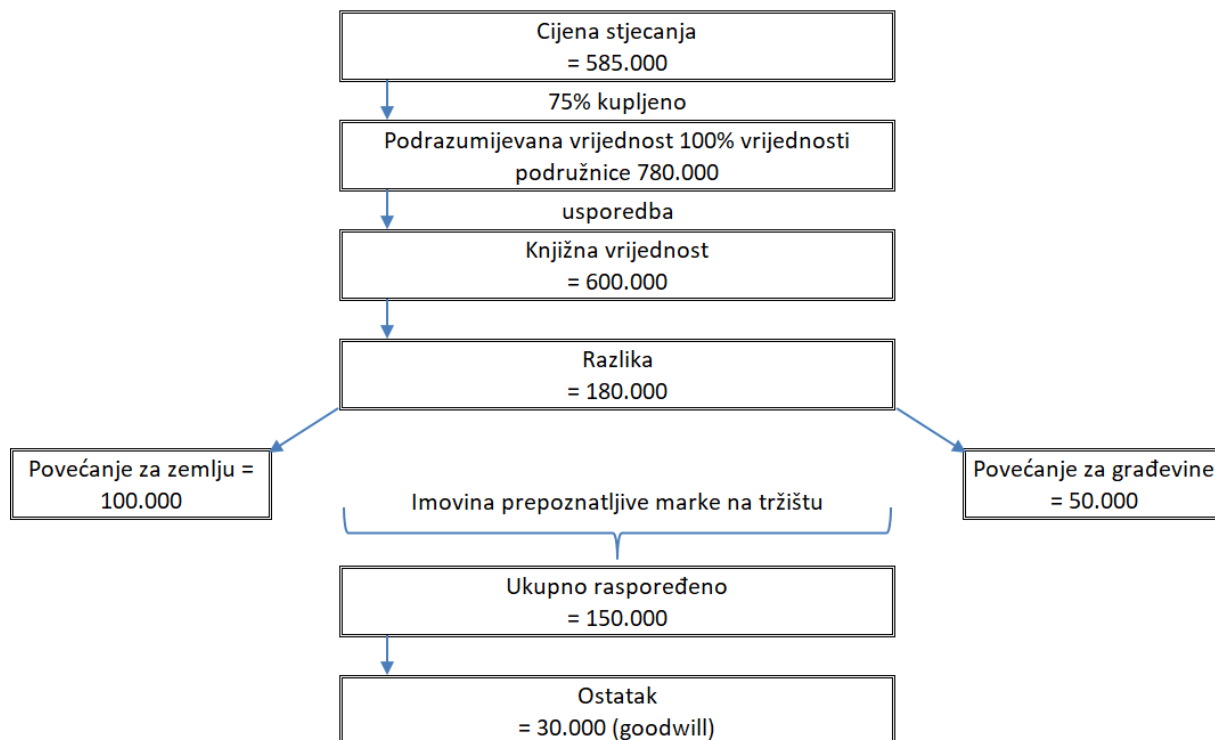 Cijena stjecanja
= 585.000
75% kupljeno
Podrazumijevana vrijednost 100% vrijednosti
podružnice 780.000
usporedba
Knjižna vrijednost
= 600.000
Razlika
= 180.000
Povećanje za zemlju =
100.000
Imovina prepoznatljive marke na tržištu
Povećanje za građevine
= 50.000
Ukupno raspoređeno
= 150.000
Ostatak
= 30.000 (goodwill)